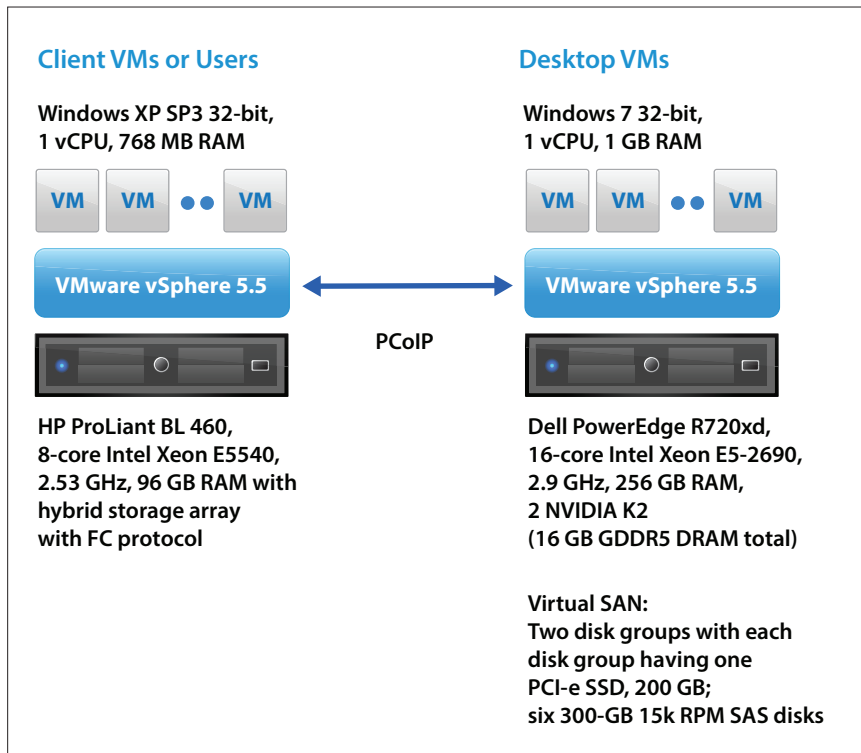 Client VMs or Users
Windows XP SP3 32-bit,
1 vCPU, 768 MB RAM
VM VM VM
VMware vSphere 5.5
HP ProLiant BL 460,
8-core Intel Xeon E5540,
2.53 GHz, 96 GB RAM with
hybrid storage array
with FC protocol
PCoIP
Desktop VMs
Windows 7 32-bit,
1 vCPU, 1 GB RAM
VM VM VM
VMware vSphere 5.5
Dell PowerEdge R720xd,
16-core Intel Xeon E5-2690,
2.9 GHz, 256 GB RAM,
2 NVIDIA K2
(16 GB GDDR5 DRAM total)
Virtual SAN:
Two disk groups with each
disk group having one
PCI-e SSD, 200 GB;
six 300-GB 15k RPM SAS disks